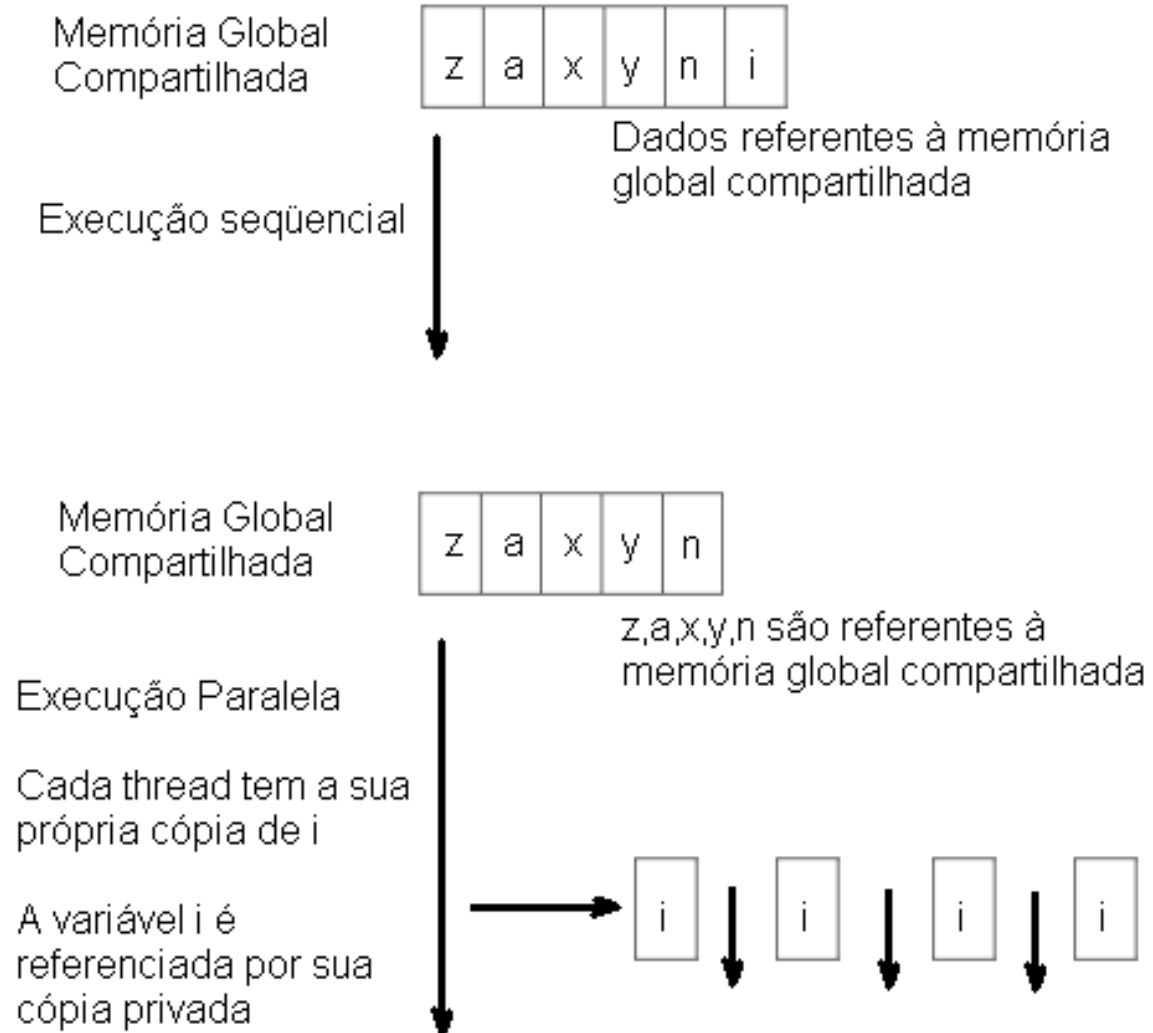 Memória Global
Compartilhada
z a x y n i
Dados referentes à memória
global compartilhada
Execução seqüencial
Memória Global
Compartilhada
z a x y n
z,a,x,y,n são referentes à
memória global compartilhada
Execução Paralela
Cada thread tem a sua
própria cópia de i
A variável i é
referenciada por sua
cópia privada
i i i i